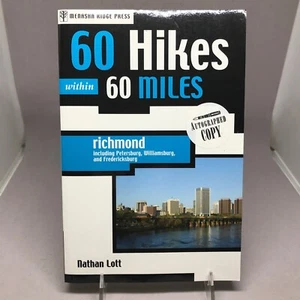 MENASHA RIDGE PRESS
60 Hikes
within 60 MILES
AUTOGRAPHED
COPY
richmond
including Petersburg, Williamsburg,
and Fredericksburg
Nathan Lott